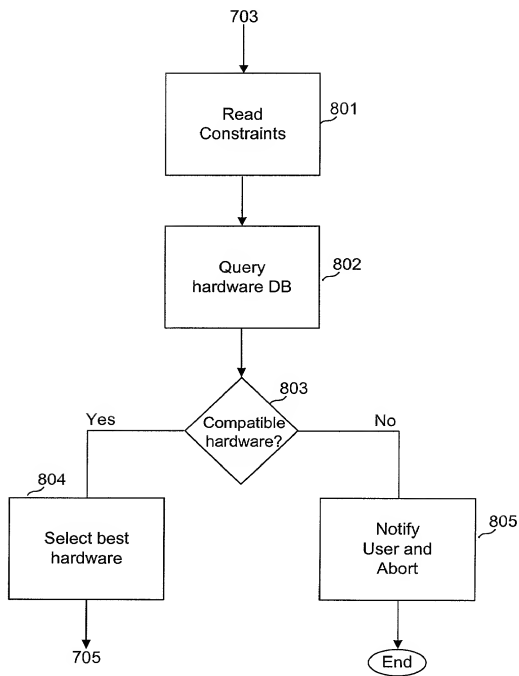 703
Read
Constraints
801
Query
hardware DB
802
803
Compatible
hardware?
Yes
No
804
Select best
hardware
Notify
User and
Abort
805
705
End